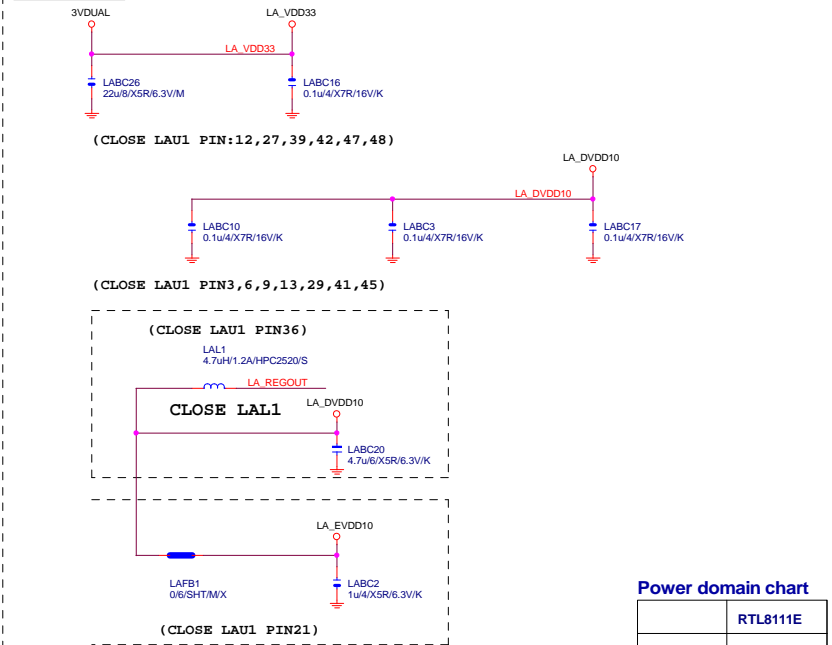 3VDUAL
LA_VDD33
LA_VDD33
LABC26
22u/8/X5R/6.3V/M
LABC16
0.1u/4/X7R/16V/K
(CLOSE LAU1 PIN:12,27,39,42,47,48)
LA_DVDD10
LA_DVDD10
LABC10
0.1u/4/X7R/16V/K
LABC3
0.1u/4/X7R/16V/K
LABC17
0.1u/4/X7R/16V/K
(CLOSE LAU1 PIN3,6,9,13,29,41,45)
(CLOSE LAU1 PIN36)
LAL1
4.7uH/1.2A/HPC2520/S
LA_REGOUT
CLOSE LAL1
LA_DVDD10
LABC20
4.7u/6/X5R/6.3V/K
LA_EVDD10
LAFB1
0/6/SHT/M/X
LABC2
1u/4/X5R/6.3V/K
(CLOSE LAU1 PIN21)
Power domain chart
RTL8111E